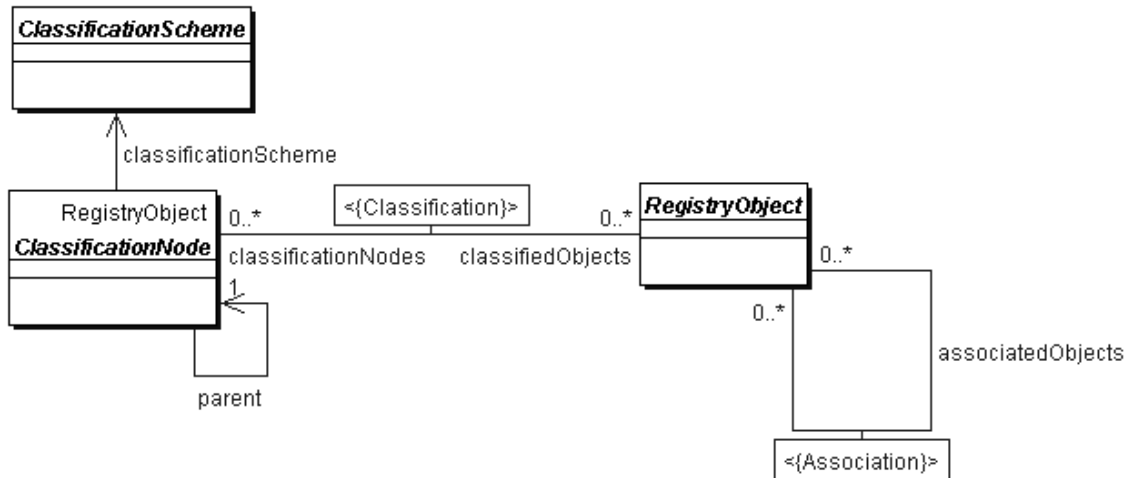 ClassificationScheme
classificationScheme
RegistryObject
ClassificationNode
0..*
<{Classification}>
0..*
RegistryObject
classificationNodes
classifiedObjects
1
parent
0..*
0..*
associatedObjects
<{Association}>